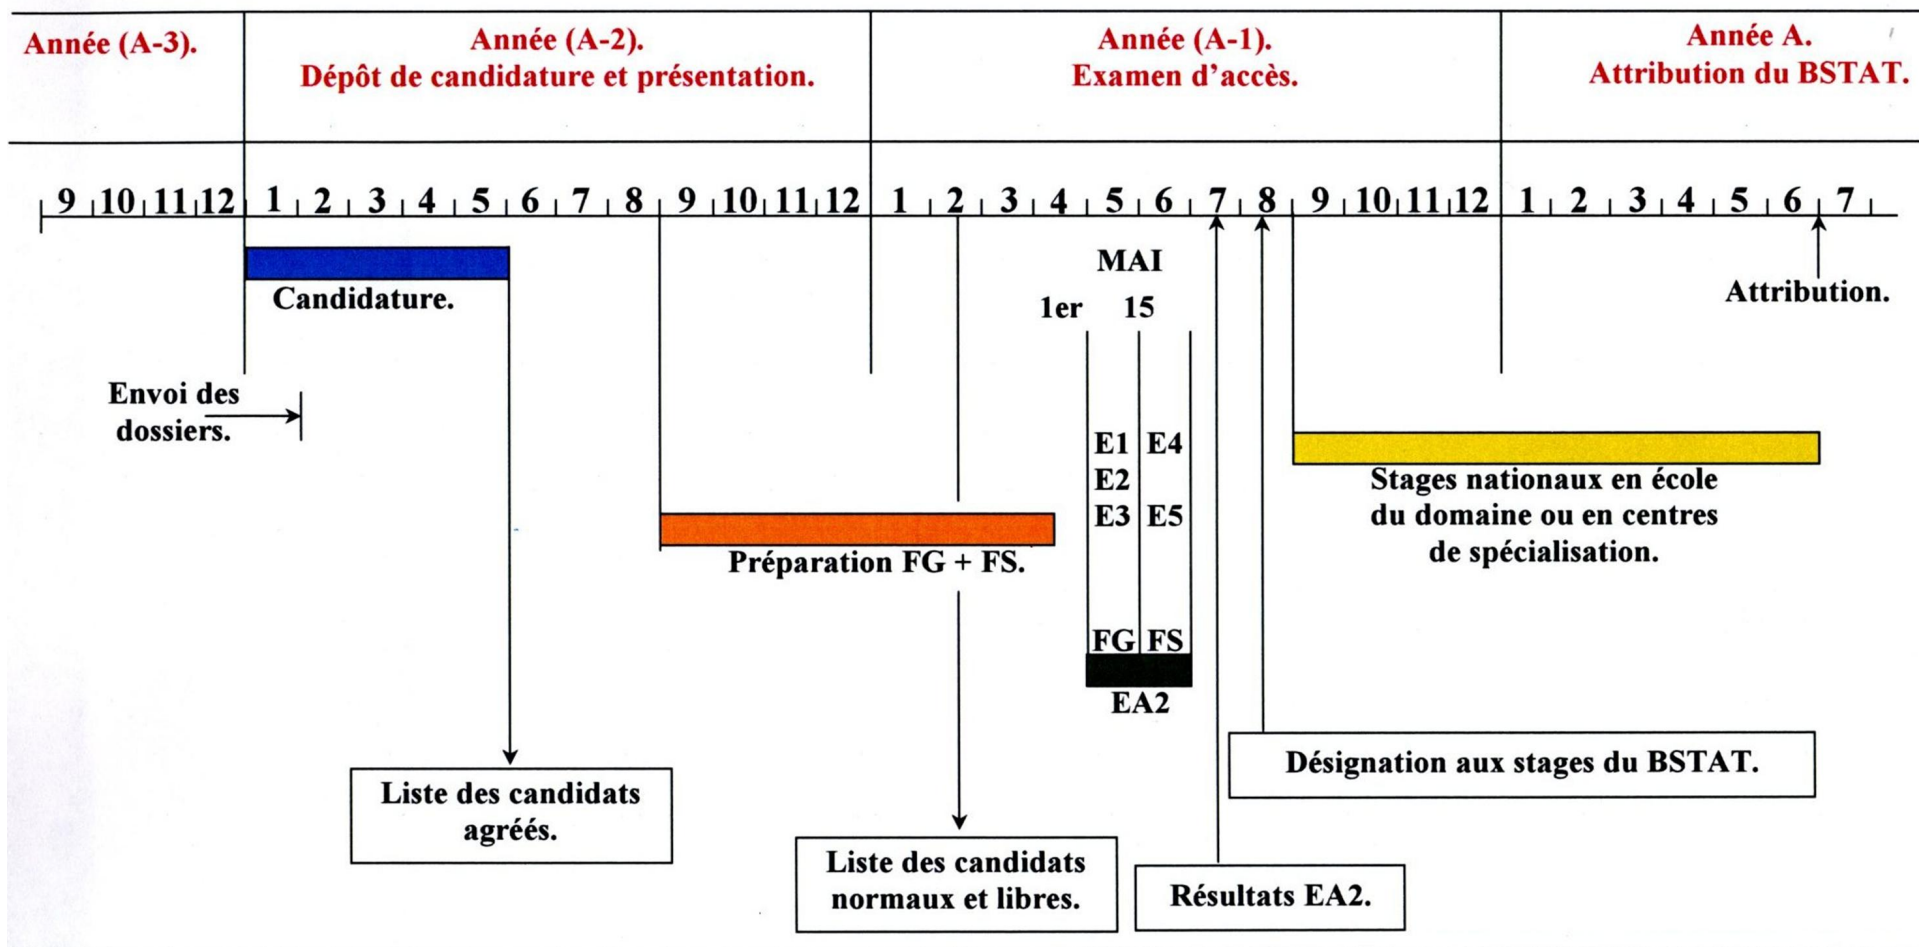 Année (A-3).
Année (A-2).
Dépôt de candidature et présentation.
Année (A-1).
Examen d'accès.
Année A.
Attribution du BSTAT.
9 10 11 12 1 2 3 4 5 6 7 8 9 10 11 12 1 2 3 4 5 6 7 8 9 10 11 12 1 2 3 4 5 6 7
Candidature.
MAI
1er 15
Attribution.
Envoi des
dossiers.
E1 E4
E2
E3 E5
Stages nationaux en école
du domaine ou en centres
de spécialisation.
Préparation FG + FS.
FG FS
EA2
Désignation aux stages du BSTAT.
Liste des candidats
agréés.
Liste des candidats
normaux et libres.
Résultats EA2.